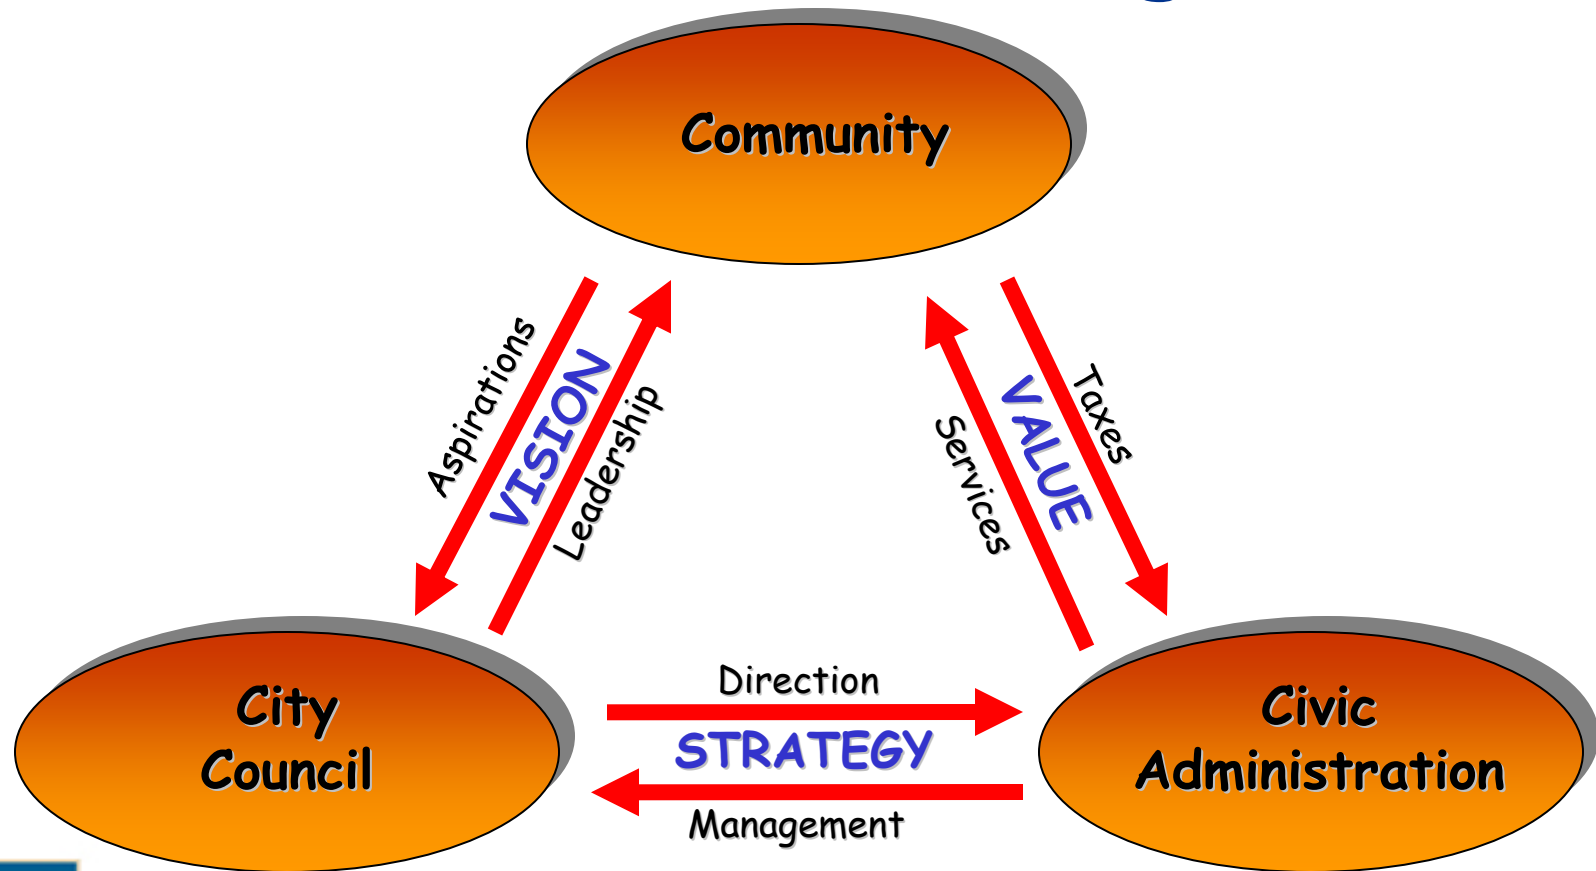 Community
Aspirations
VISION
Leadership
Services
VALUE
Taxes
City
Council
Direction
STRATEGY
Management
Civic
Administration